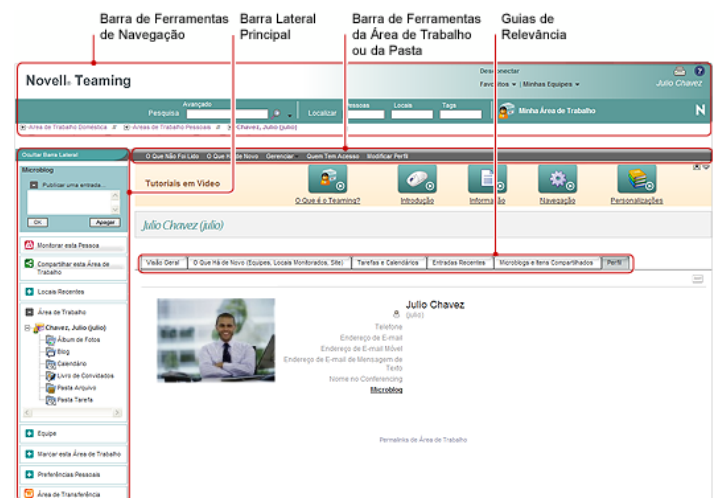 Barra de Ferramentas de Navegação
Barra Lateral Principal
Barra de Ferramentas da Área de Trabalho ou da Pasta
Guias de Relevância
Novell® Teaming
Desconectar
Favoritos | Minhas Equipes
Julio Chavez
Avançado
Pesquisa
Localizar
Pessoas
Locais
Tags
Minha Área de Trabalho
N
Área de Trabalho Doméstica // Áreas de Trabalho Pessoais // Chavez, Julio (julio)
Ocultar Barra Lateral
O Que Não Foi Lido O Que Há de Novo Gerenciar Quem Tem Acesso Modificar Perfil
Microblog
Publicar uma entrada...
OK
Apagar
Tutoriais em Vídeo
O Que é o Teaming?
Introdução
Informação
Navegação
Personalizações
Julio Chavez (julio)
Monitorar esta Pessoa
Compartilhar esta Área de Trabalho
Locais Recentes
Área de Trabalho
Chavez, Julio (julio)
Álbum de Fotos
Blog
Calendário
Livro de Convidados
Pasta Arquivo
Pasta Tarefa
Equipe
Marcar esta Área de Trabalho
Preferências Pessoais
Área de Transferência
Visão Geral
O Que Há de Novo (Equipes, Locais Monitorados, Site)
Tarefas e Calendários
Entradas Recentes
Microblogs e Itens Compartilhados
Perfil
Julio Chavez
(julio)
Telefone
Endereço de E-mail
Endereço de E-mail Móvel
Endereço de E-mail de Mensagem de Texto
Nome no Conferencing
Microblog
Permalinks de Área de Trabalho